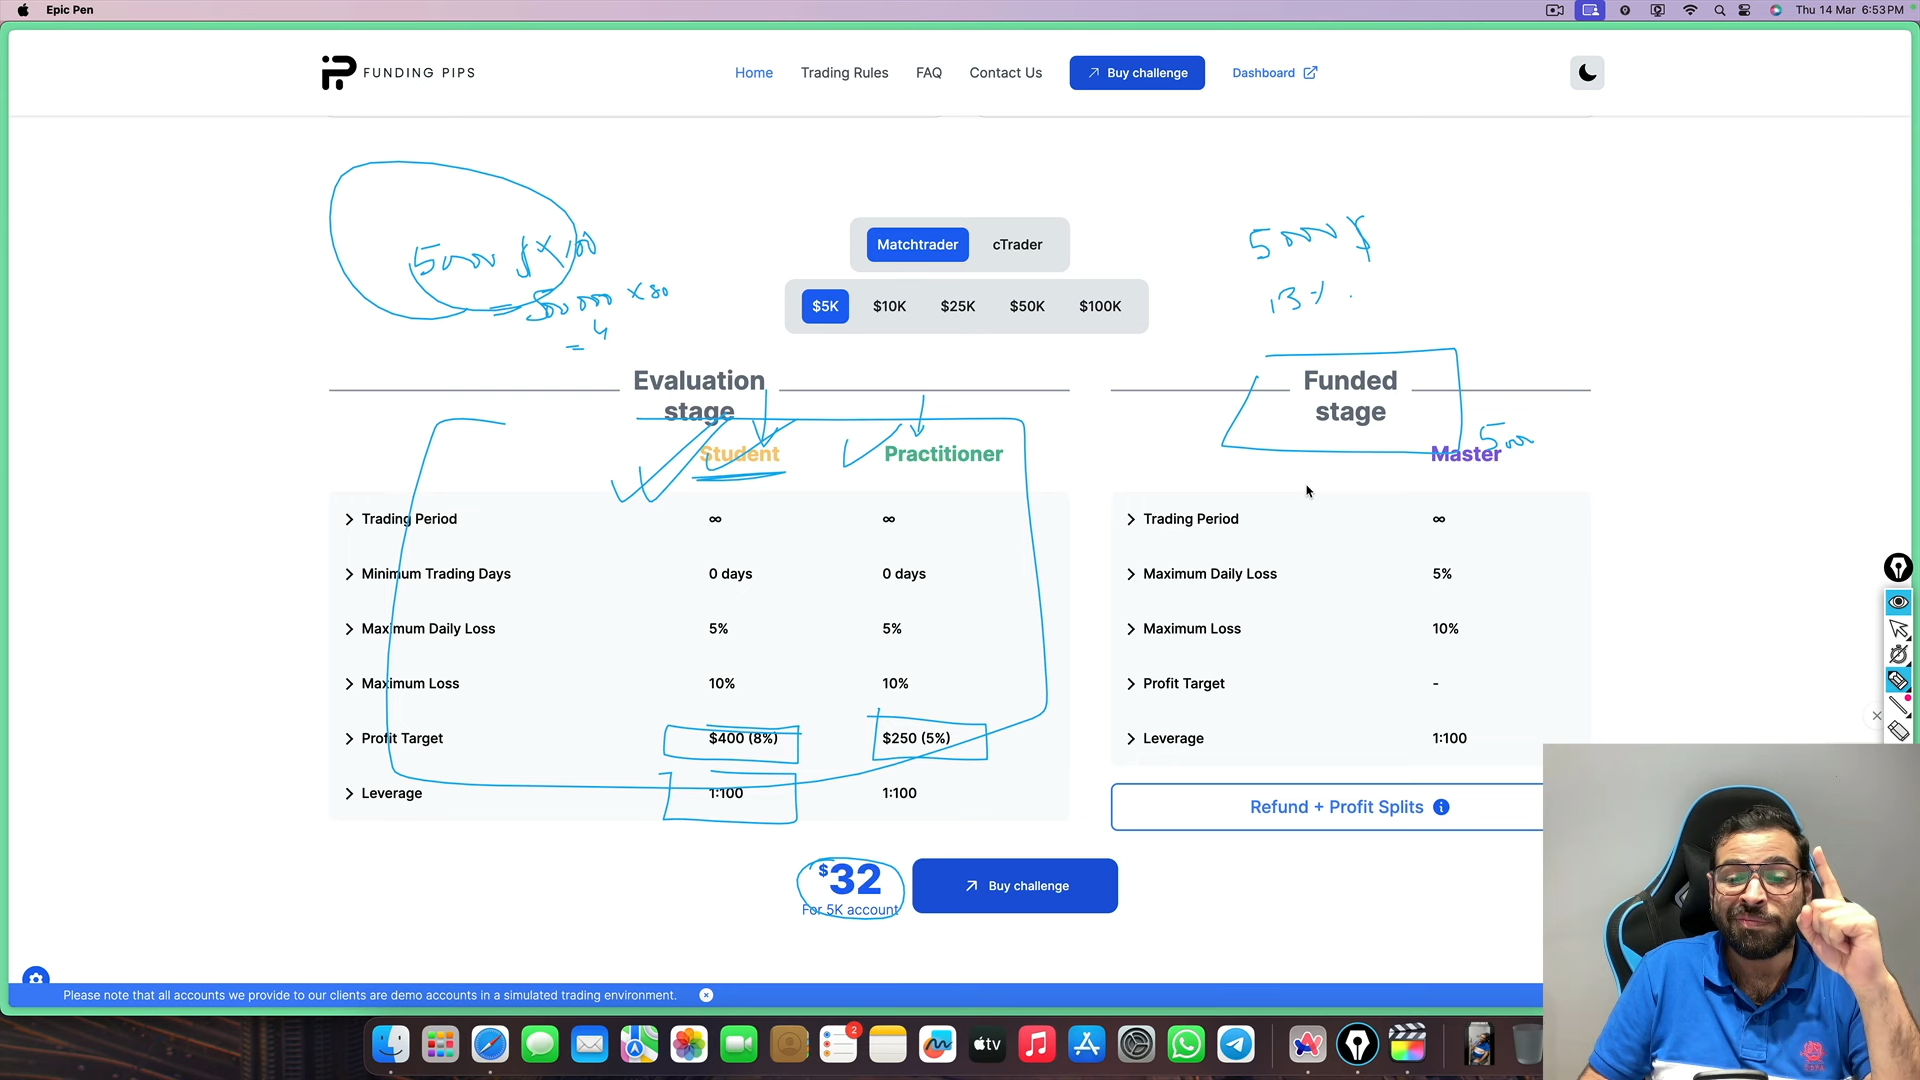 Epic Pen
Thu 14 Mar 6:53 PM
FUNDING PIPS
Home
Trading Rules
FAQ
Contact Us
Buy challenge
Dashboard
5000 $ X 100
= 500 000 X 80
= 4
5000 $
13 %
Matchtrader
cTrader
$5K
$10K
$25K
$50K
$100K
Evaluation
stage
Student
Practitioner
Trading Period ∞ ∞
Minimum Trading Days 0 days 0 days
Maximum Daily Loss 5% 5%
Maximum Loss 10% 10%
Profit Target $400 (8%) $250 (5%)
Leverage 1:100 1:100
Funded
stage
5000
Master
Trading Period ∞
Maximum Daily Loss 5%
Maximum Loss 10%
Profit Target -
Leverage 1:100
Refund + Profit Splits
$32
For 5K account
Buy challenge
Please note that all accounts we provide to our clients are demo accounts in a simulated trading environment.
2
tv